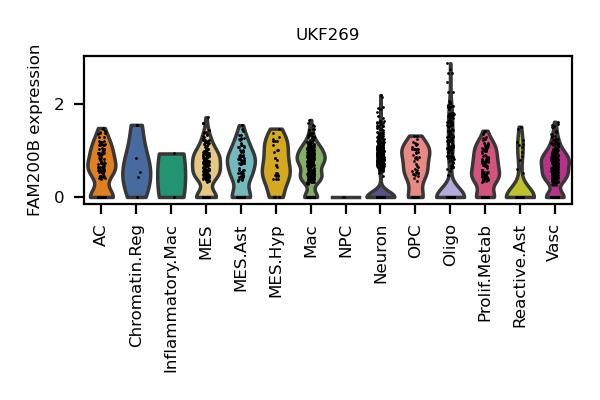 UKF269
FAM200B expression
2
0
AC
Chromatin.Reg
Inflammatory.Mac
MES
MES.Ast
MES.Hyp
Mac
NPC
Neuron
OPC
Oligo
Prolif.Metab
Reactive.Ast
Vasc